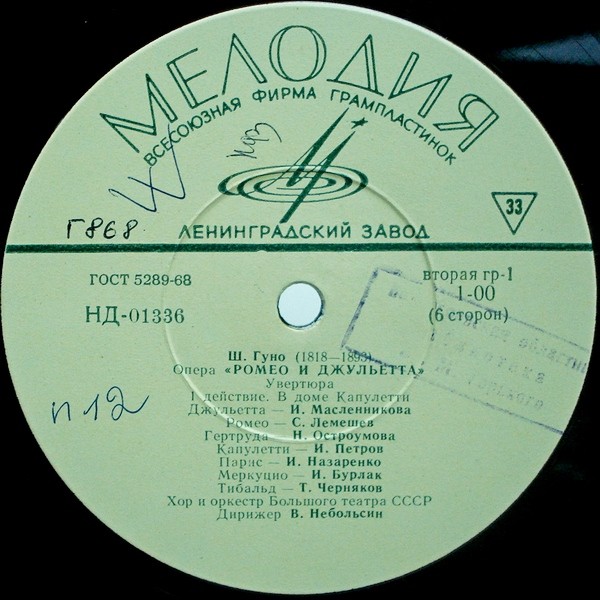 МЕЛОДИЯ
ВСЕСОЮЗНАЯ ФИРМА ГРАМПЛАСТИНОК
Г868
ЛЕНИНГРАДСКИЙ ЗАВОД
33
ГОСТ 5289-68
вторая гр-1
НД-01336
1-00
(6 сторон)
Ш. Гуно (1818—1893)
Опера «РОМЕО И ДЖУЛЬЕТТА»
Увертюра
I действие. В доме Капулетти
Джульетта — И. Масленникова
Ромео — С. Лемешев
Гертруда — Н. Остроумова
Капулетти — И. Петров
Парис — И. Назаренко
Меркуцио — И. Бурлак
Тибальд — Т. Черняков
Хор и оркестр Большого театра СССР
Дирижер В. Небольсин
п12